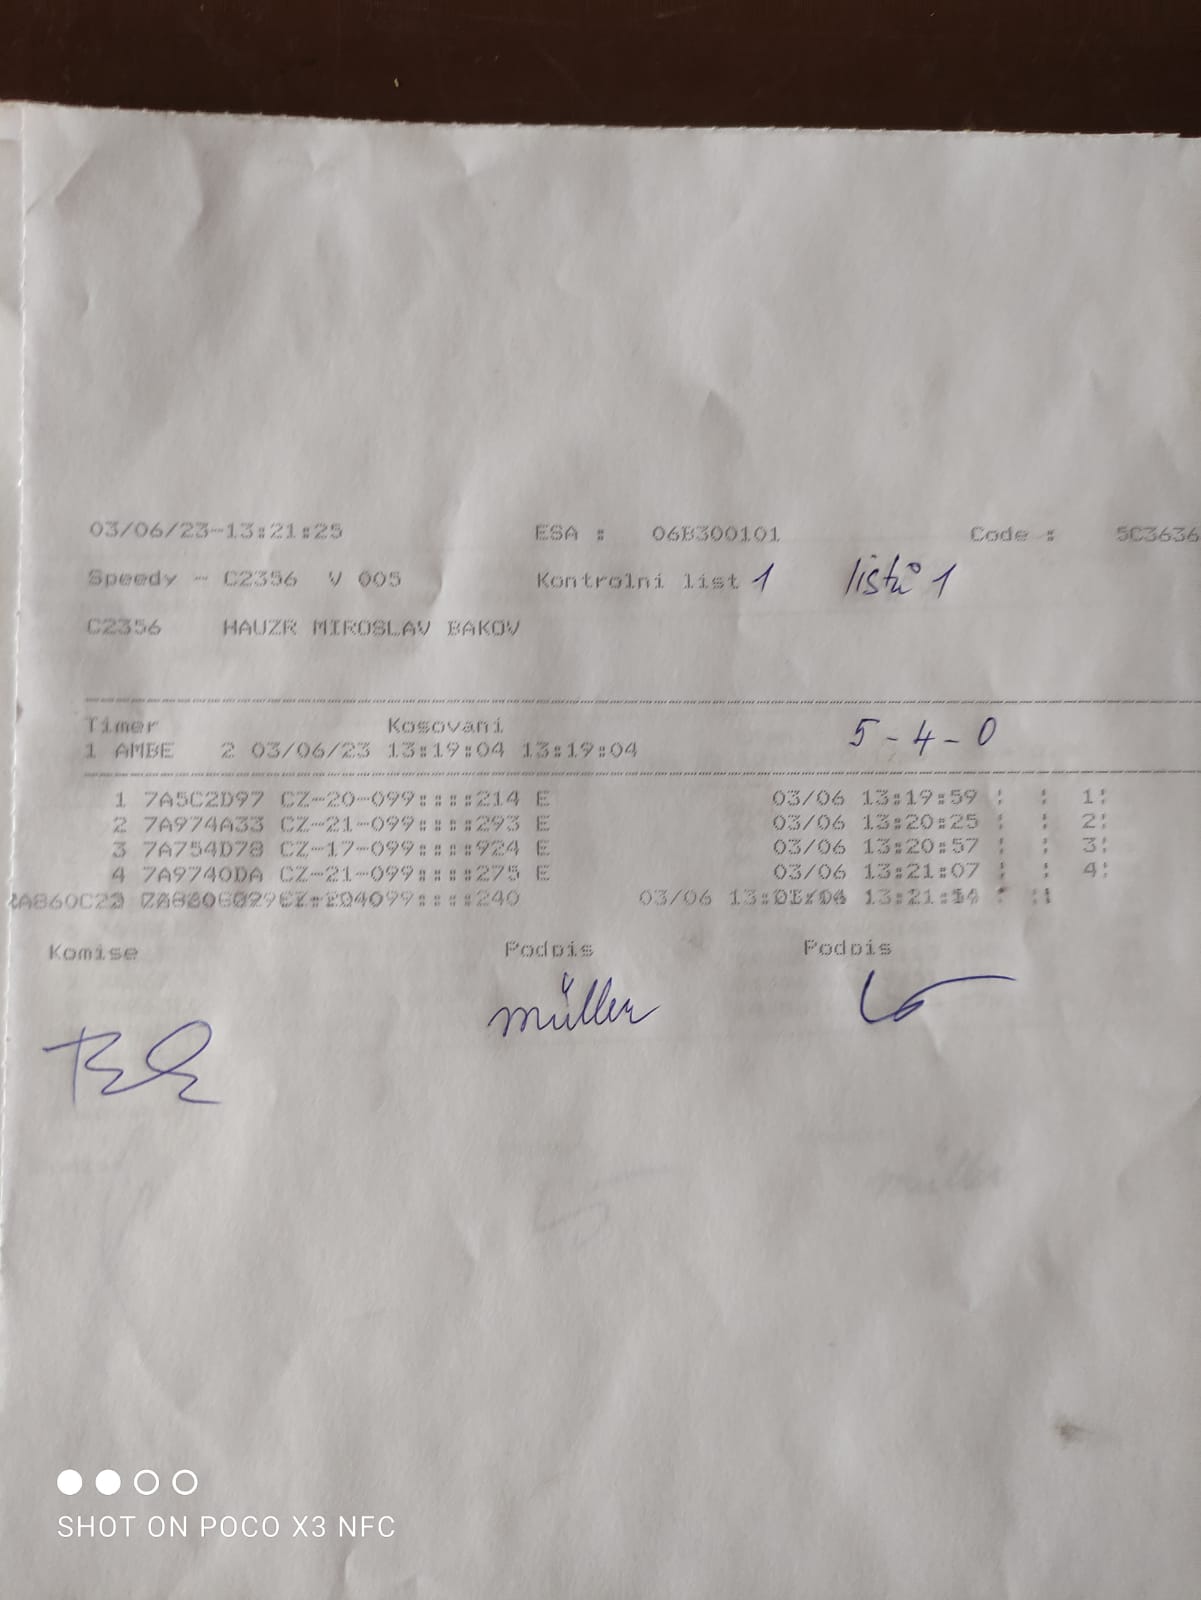 03/06/23-13:21:25 ESA : 06B300101 Code : 5C3636
Speedy - C2356 V 005 Kontrolni list 1 listů 1
C2356 HAUZR MIROSLAV BAKOV
Timer Kosovani
1 AMBE 2 03/06/23 13:19:04 13:19:04 5-4-0
1 7A5C2D97 CZ-20-099::::214 E 03/06 13:19:59 : : 1:
2 7A974A33 CZ-21-099::::293 E 03/06 13:20:25 : : 2:
3 7A754D78 CZ-17-099::::924 E 03/06 13:20:57 : : 3:
4 7A9740DA CZ-21-099::::275 E 03/06 13:21:07 : : 4:
03/06
Komise Podpis Podpis
müller
SHOT ON POCO X3 NFC